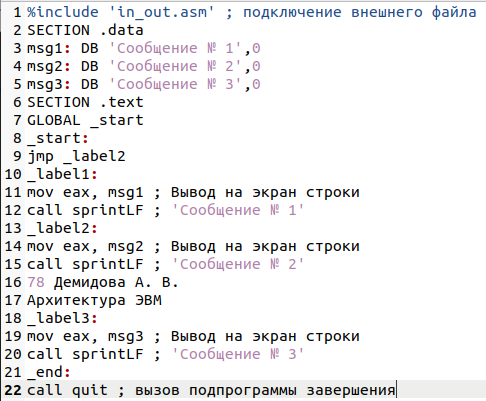 1 %include 'in_out.asm' ; подключение внешнего файла
2 SECTION .data
3 msg1: DB 'Сообщение № 1',0
4 msg2: DB 'Сообщение № 2',0
5 msg3: DB 'Сообщение № 3',0
6 SECTION .text
7 GLOBAL _start
8 _start:
9 jmp _label2
10 _label1:
11 mov eax, msg1 ; Вывод на экран строки
12 call sprintLF ; 'Сообщение № 1'
13 _label2:
14 mov eax, msg2 ; Вывод на экран строки
15 call sprintLF ; 'Сообщение № 2'
16 78 Демидова А. В.
17 Архитектура ЭВМ
18 _label3:
19 mov eax, msg3 ; Вывод на экран строки
20 call sprintLF ; 'Сообщение № 3'
21 _end:
22 call quit ; вызов подпрограммы завершения